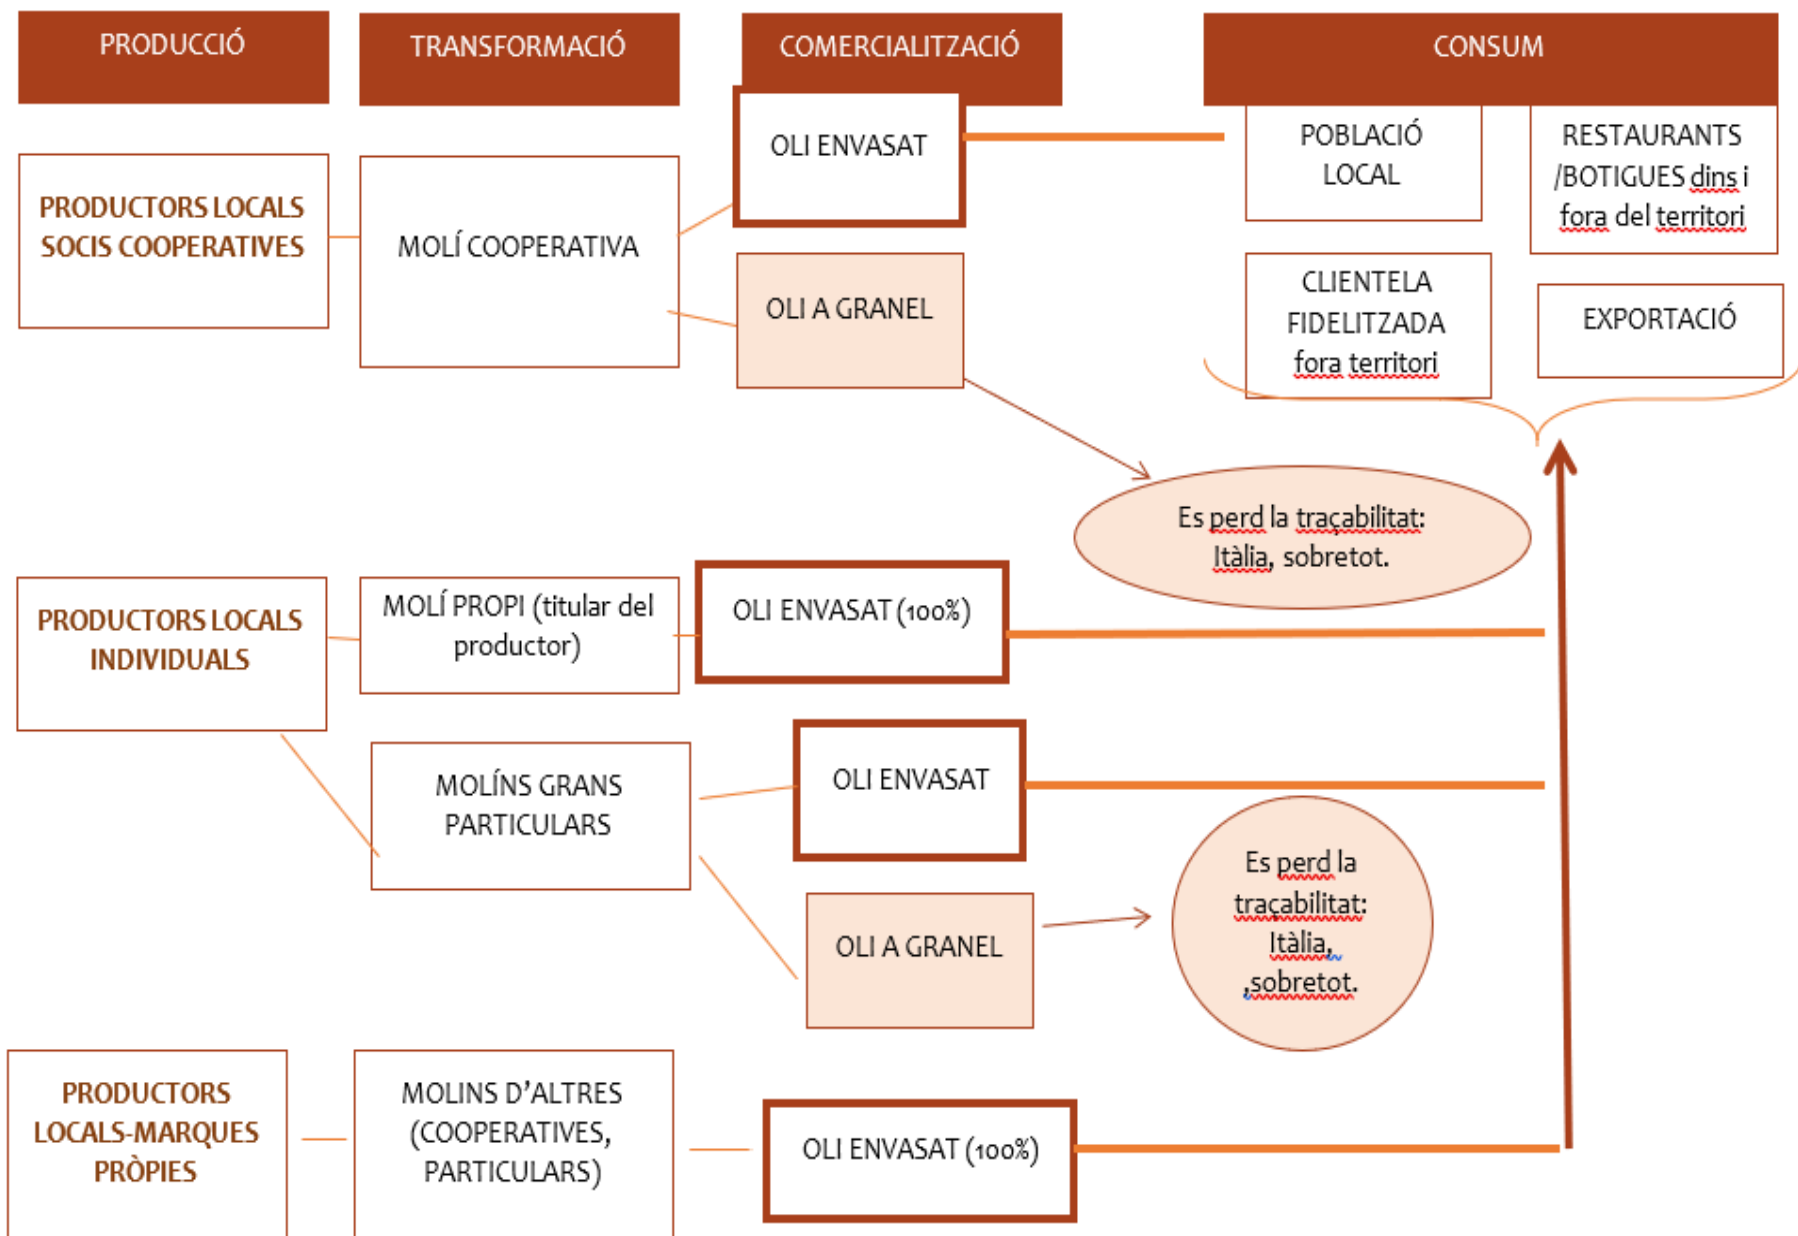 PRODUCCIÓ
TRANSFORMACIÓ
COMERCIALITZACIÓ
CONSUM
PRODUCTORS LOCALS
SOCIS COOPERATIVES
MOLÍ COOPERATIVA
OLI ENVASAT
OLI A GRANEL
POBLACIÓ
LOCAL
RESTAURANTS
/BOTIGUES dins i
fora del territori
CLIENTELA
FIDELITZADA
fora territori
EXPORTACIÓ
Es perd la traçabilitat:
Itàlia, sobretot.
PRODUCTORS LOCALS
INDIVIDUALS
MOLÍ PROPI (titular del
productor)
OLI ENVASAT (100%)
MOLÍNS GRANS
PARTICULARS
OLI ENVASAT
OLI A GRANEL
Es perd la
traçabilitat:
Itàlia,
,sobretot.
PRODUCTORS
LOCALS-MARQUES
PRÒPIES
MOLINS D’ALTRES
(COOPERATIVES,
PARTICULARS)
OLI ENVASAT (100%)